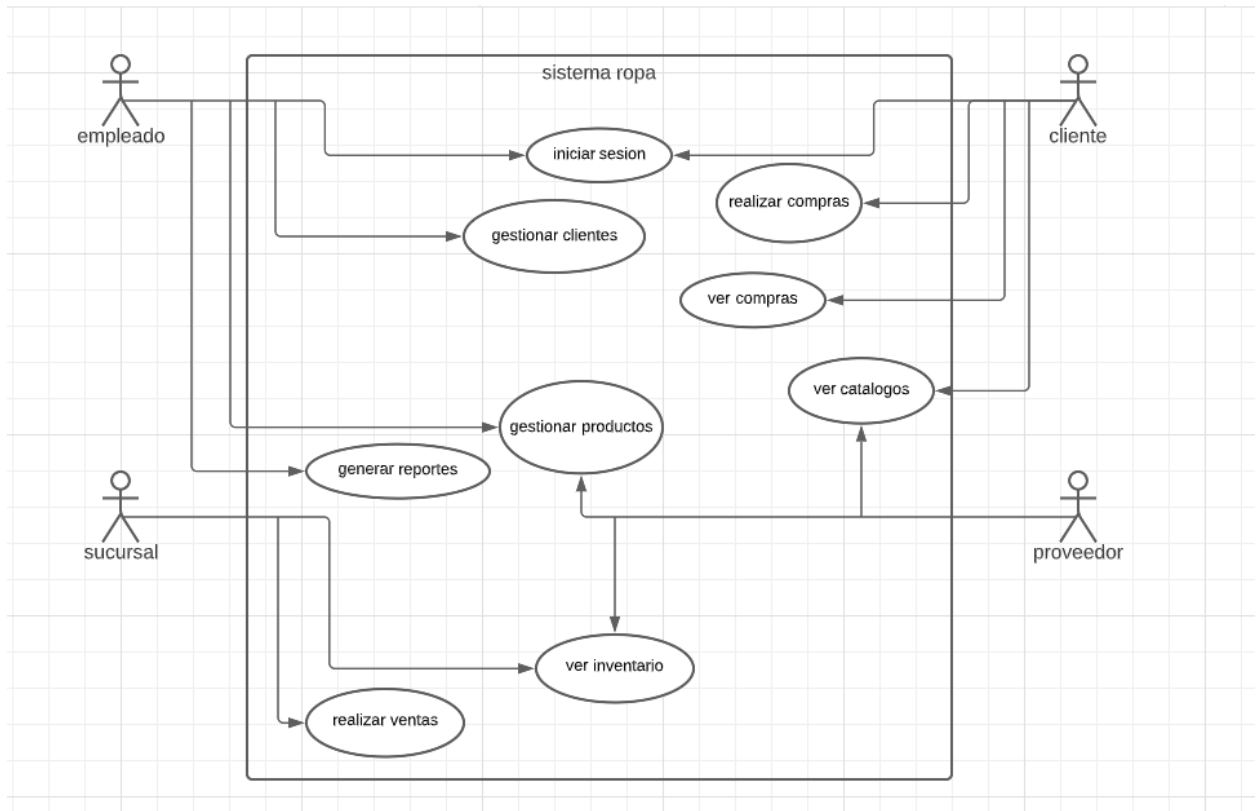 sistema ropa
empleado
cliente
iniciar sesion
realizar compras
gestionar clientes
ver compras
ver catalogos
gestionar productos
generar reportes
sucursal
proveedor
ver inventario
realizar ventas